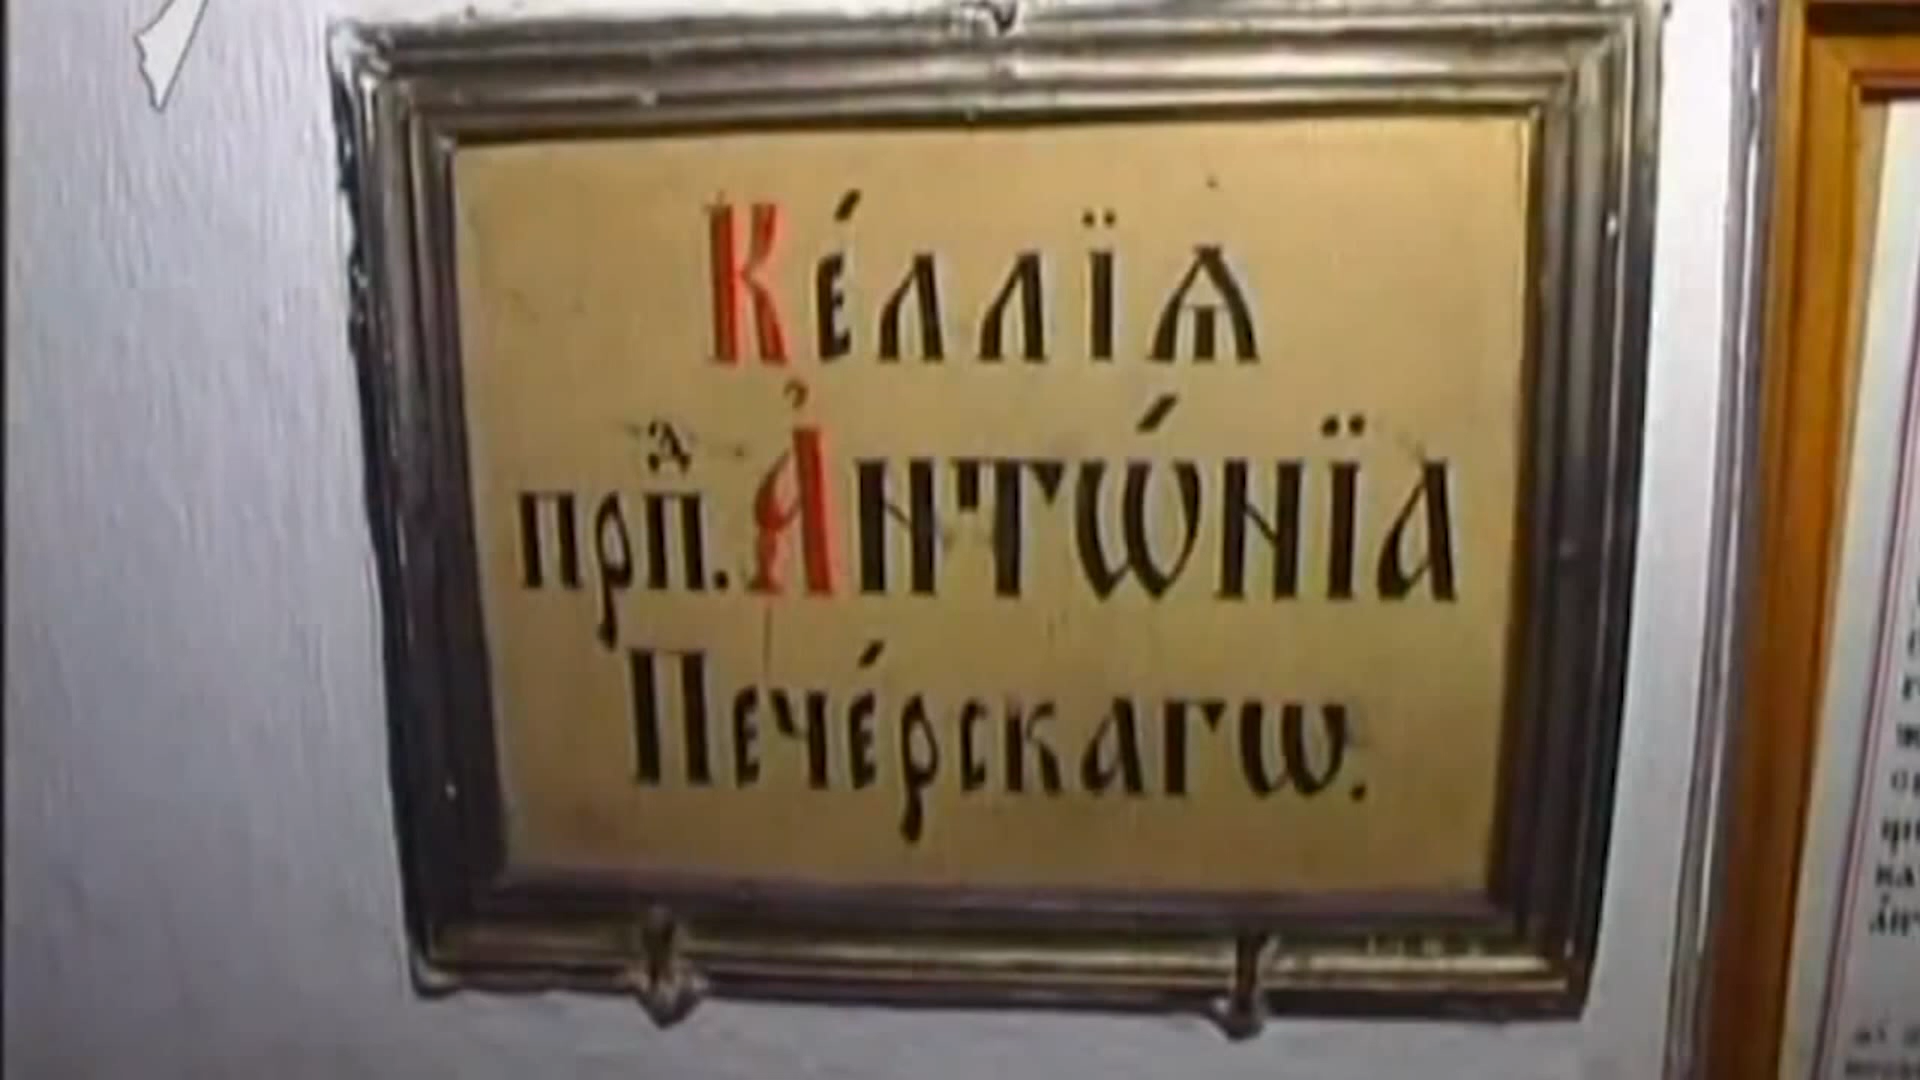 Ке́ллїѧ
прпⷣ. А҆нтѡ́нїа
Пече́рскагѡ.